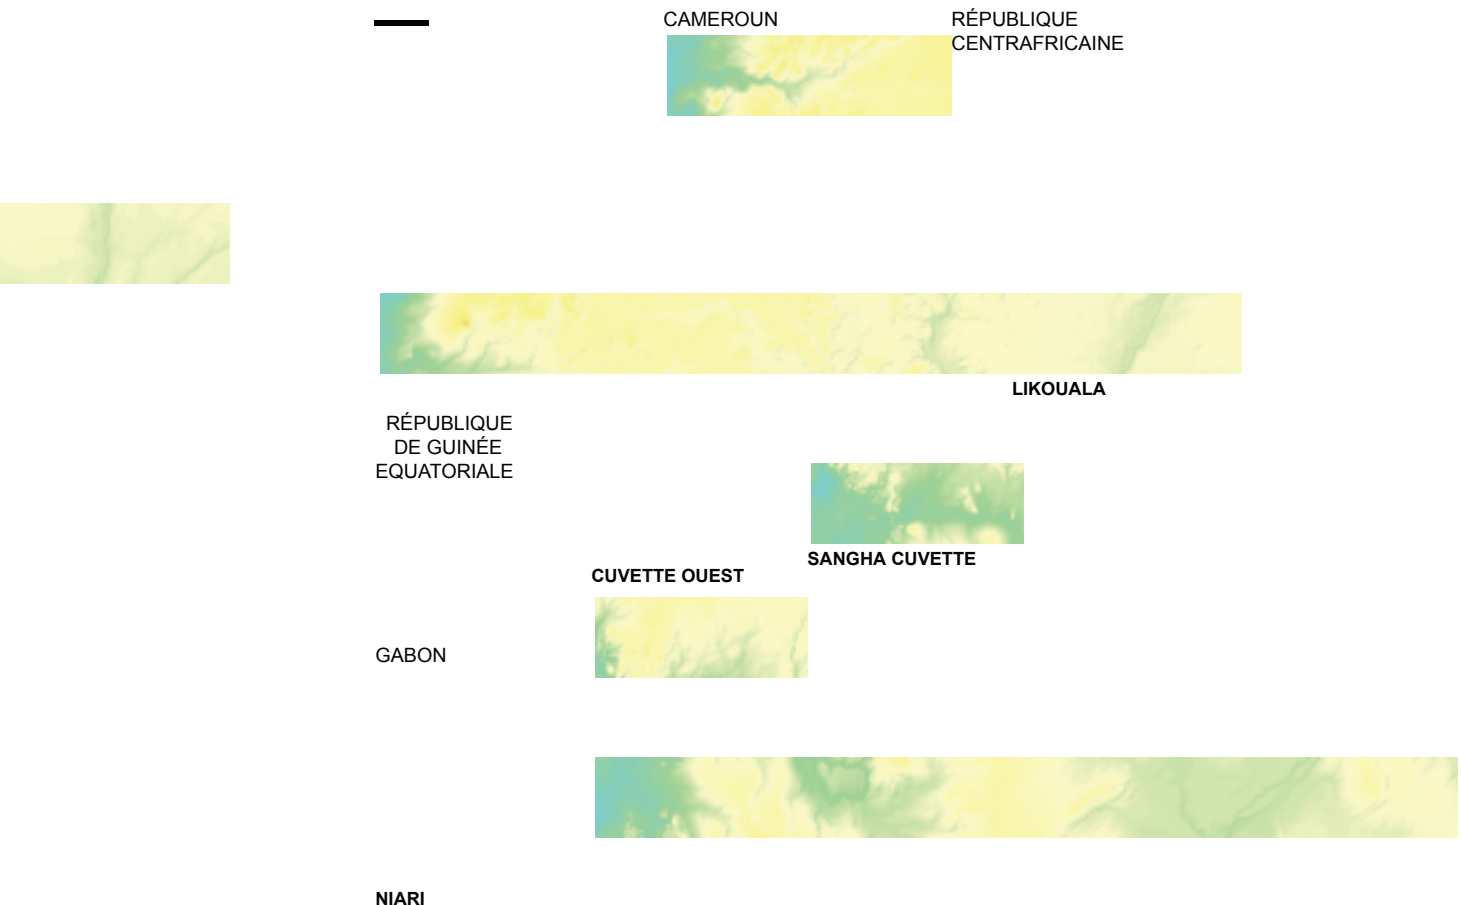 CAMEROUN
RÉPUBLIQUE
CENTRAFRICAINE
LIKOUALA
RÉPUBLIQUE
DE GUINÉE
EQUATORIALE
SANGHA CUVETTE
CUVETTE OUEST
GABON
NIARI